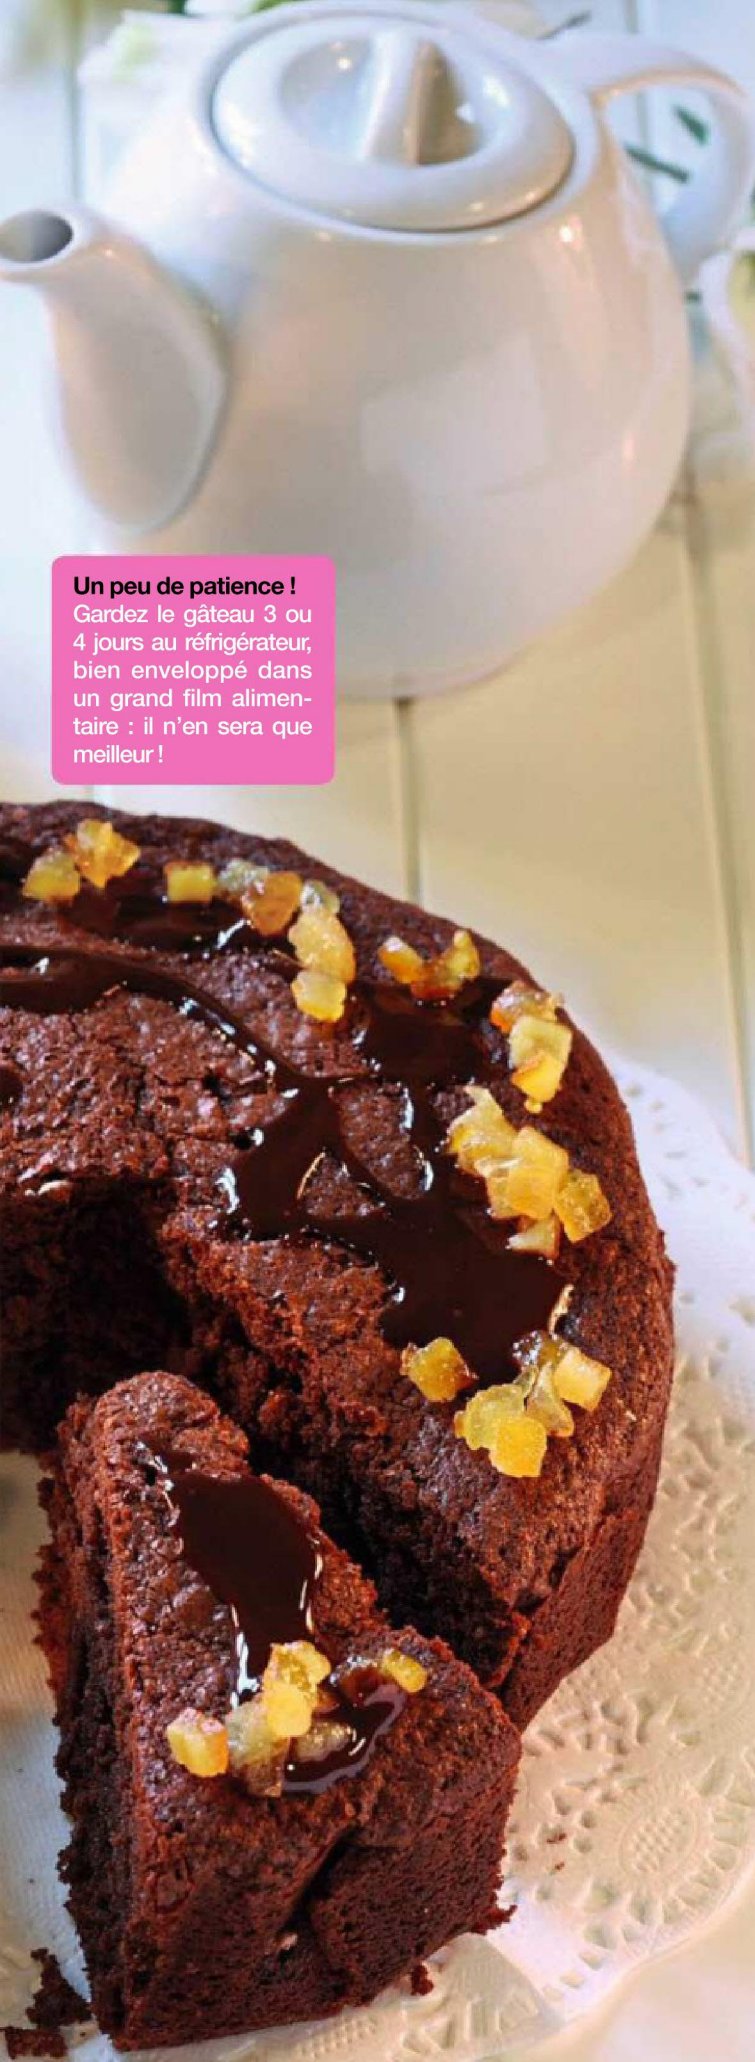 Un peu de patience !
Gardez le gâteau 3 ou
4 jours au réfrigérateur,
bien enveloppé dans
un grand film alimen-
taire : il n’en sera que
meilleur !